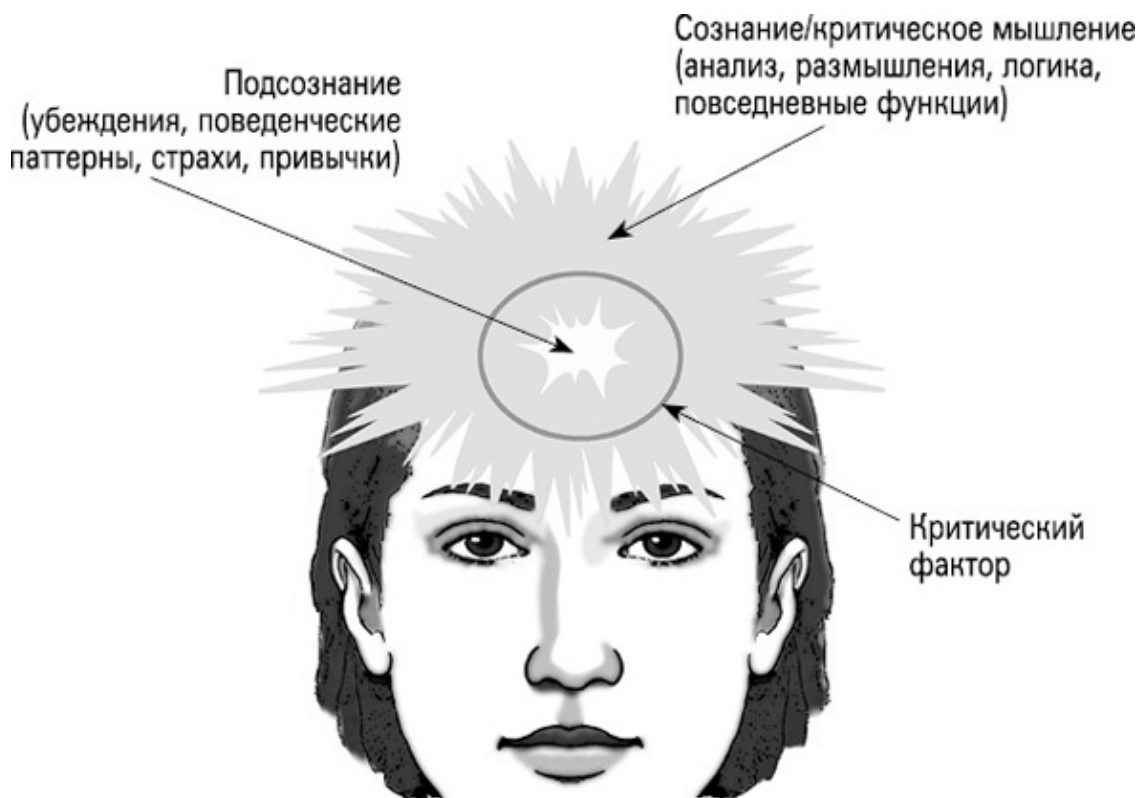 Сознание/критическое мышление
(анализ, размышления, логика,
повседневные функции)
Подсознание
(убеждения, поведенческие
паттерны, страхи, привычки)
Критический
фактор